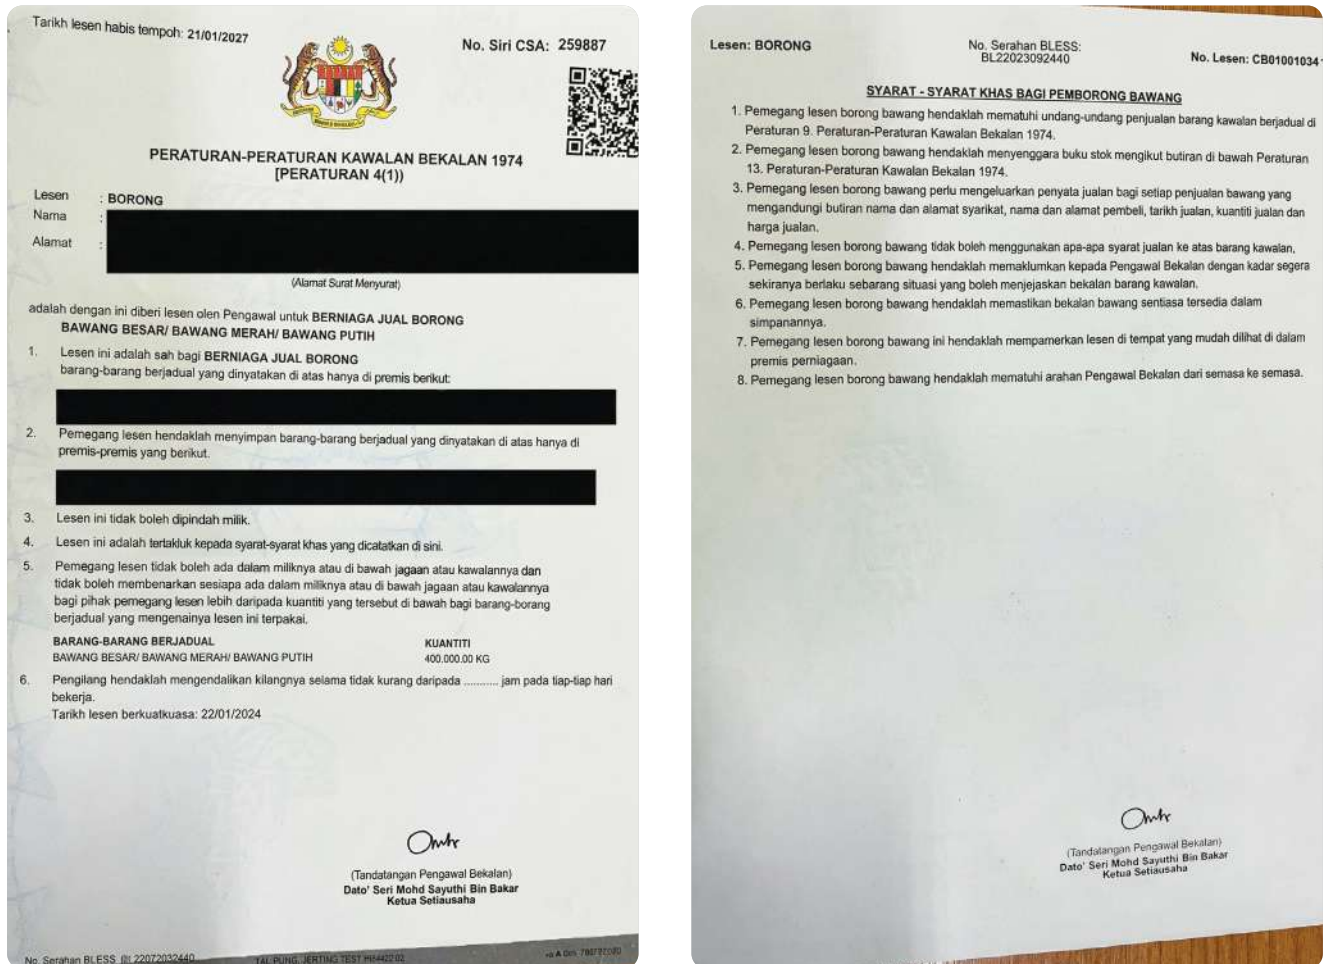 Tarikh lesen habis tempoh: 21/01/2027
No. Siri CSA: 259887
PERATURAN-PERATURAN KAWALAN BEKALAN 1974
[PERATURAN 4(1))
Lesen : BORONG
Nama :
Alamat :
(Alamat Surat Menyurat)
adalah dengan ini diberi lesen olen Pengawal untuk BERNIAGA JUAL BORONG
BAWANG BESAR/ BAWANG MERAH/ BAWANG PUTIH
1. Lesen ini adalah sah bagi BERNIAGA JUAL BORONG
barang-barang berjadual yang dinyatakan di atas hanya di premis berikut:
2. Pemegang lesen hendaklah menyimpan barang-barang berjadual yang dinyatakan di atas hanya di
premis-premis yang berikut.
3. Lesen ini tidak boleh dipindah milik.
4. Lesen ini adalah tertakluk kepada syarat-syarat khas yang dicatatkan di sini.
5. Pemegang lesen tidak boleh ada dalam miliknya atau di bawah jagaan atau kawalannya dan
tidak boleh membenarkan sesiapa ada dalam miliknya atau di bawah jagaan atau kawalannya
bagi pihak pemegang lesen lebih daripada kuantiti yang tersebut di bawah bagi barang-borang
berjadual yang mengenainya lesen ini terpakai.
BARANG-BARANG BERJADUAL KUANTITI
BAWANG BESAR/ BAWANG MERAH/ BAWANG PUTIH 400.000.00 KG
6. Pengilang hendaklah mengendalikan kilangnya selama tidak kurang daripada ........... jam pada tiap-tiap hari
bekerja.
Tarikh lesen berkuatkuasa: 22/01/2024
(Tandatangan Pengawal Bekalan)
Dato' Seri Mohd Sayuthi Bin Bakar
Ketua Setiausaha
No. Serahan BLESS
Lesen: BORONG
No. Serahan BLESS:
BL22023092440
No. Lesen: CB01001034
SYARAT - SYARAT KHAS BAGI PEMBORONG BAWANG
1. Pemegang lesen borong bawang hendaklah mematuhi undang-undang penjualan barang kawalan berjadual di
Peraturan 9. Peraturan-Peraturan Kawalan Bekalan 1974.
2. Pemegang lesen borong bawang hendaklah menyenggara buku stok mengikut butiran di bawah Peraturan
13. Peraturan-Peraturan Kawalan Bekalan 1974.
3. Pemegang lesen borong bawang perlu mengeluarkan penyata jualan bagi setiap penjualan bawang yang
mengandungi butiran nama dan alamat syarikat, nama dan alamat pembeli, tarikh jualan, kuantiti jualan dan
harga jualan.
4. Pemegang lesen borong bawang tidak boleh menggunakan apa-apa syarat jualan ke atas barang kawalan.
5. Pemegang lesen borong bawang hendaklah memaklumkan kepada Pengawal Bekalan dengan kadar segera
sekiranya berlaku sebarang situasi yang boleh menjejaskan bekalan barang kawalan.
6. Pemegang lesen borong bawang hendaklah memastikan bekalan bawang sentiasa tersedia dalam
simpanannya.
7. Pemegang lesen borong bawang ini hendaklah mempamerkan lesen di tempat yang mudah dilihat di dalam
premis perniagaan.
8. Pemegang lesen borong bawang hendaklah mematuhi arahan Pengawal Bekalan dari semasa ke semasa.
(Tandatangan Pengawal Bekalan)
Dato' Seri Mohd Sayuthi Bin Bakar
Ketua Setiausaha